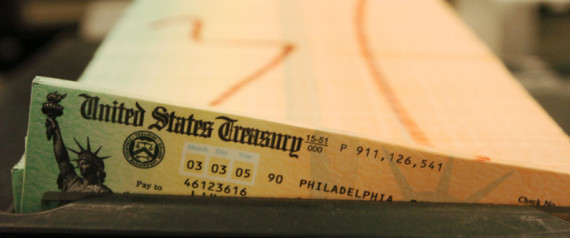 United States Treasury 15-51
000 P 911,126,541
Month Day Year
03 03 05 90 PHILADELPHIA,
Pay to 46123616
Check No.